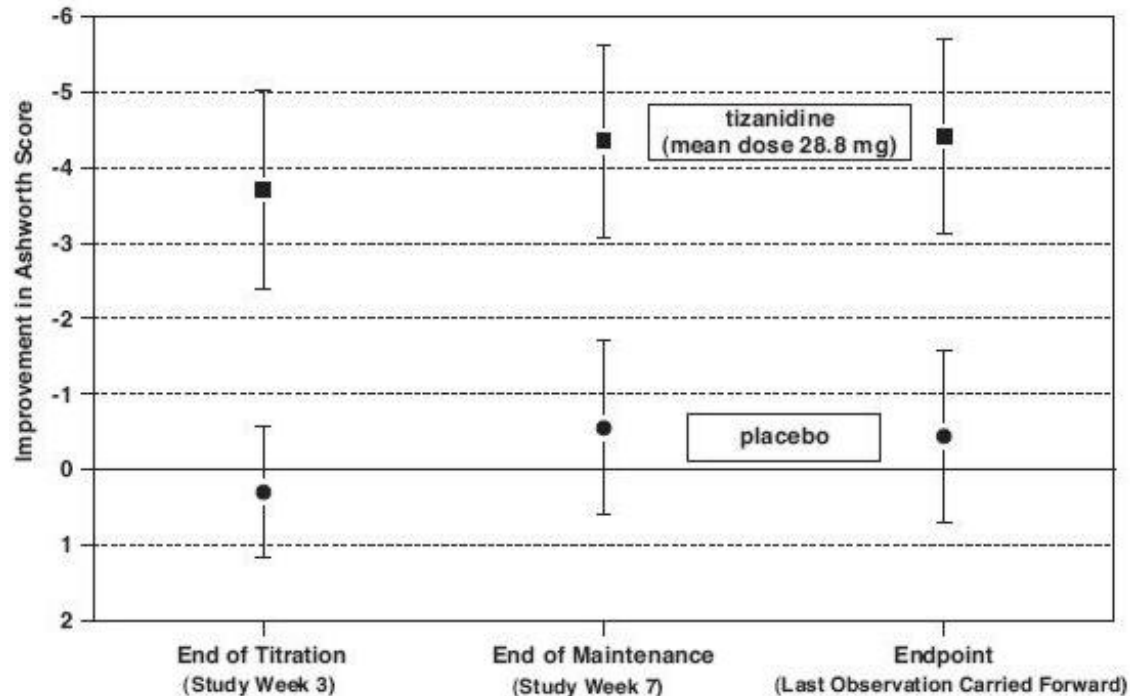 Improvement in Ashworth Score
-6
-5
-4
-3
-2
-1
0
1
2
tizanidine
(mean dose 28.8 mg)
placebo
End of Titration
(Study Week 3)
End of Maintenance
(Study Week 7)
Endpoint
(Last Observation Carried Forward)